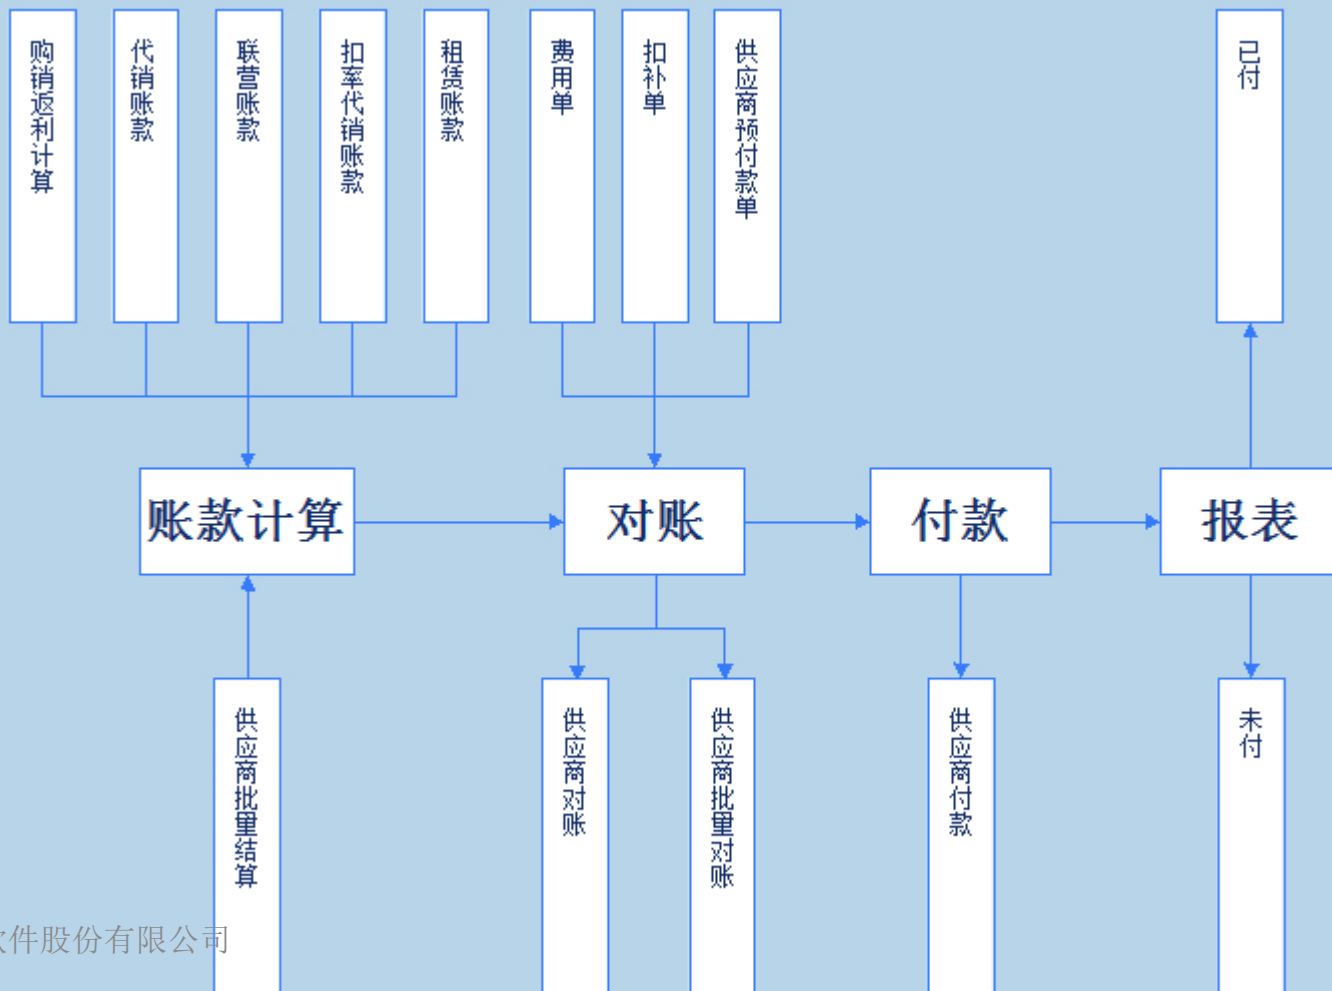 购销返利计算
代销账款
联营账款
扣率代销账款
租赁账款
费用单
扣补单
供应商预付款单
已付
账款计算
对账
付款
报表
供应商批量结算
供应商对账
供应商批量对账
供应商付款
未付
件股份有限公司